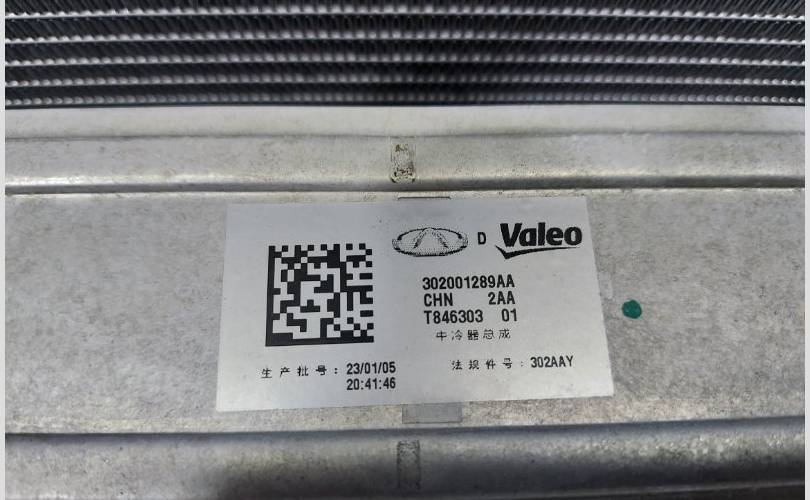 D Valeo
302001289AA
CHN 2AA
T846303 01
中冷器总成
生产批号：23/01/05
20:41:46
法规件号：302AAY